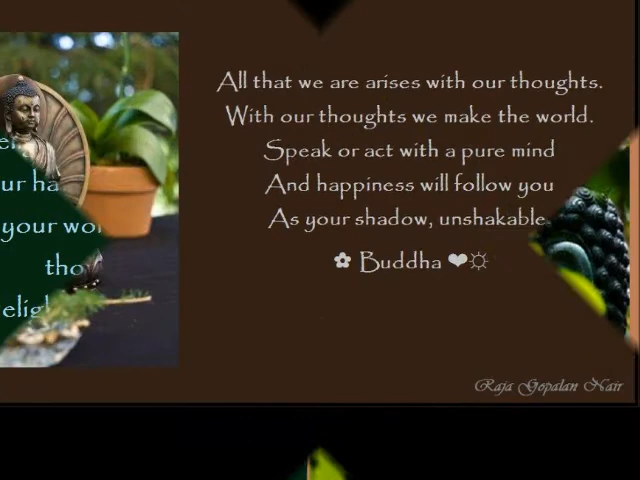 All that we are arises with our thoughts.
With our thoughts we make the world.
Speak or act with a pure mind
And happiness will follow you
As your shadow, unshakable
✿ Buddha ❤☼
your
Raja Gopalan Nair